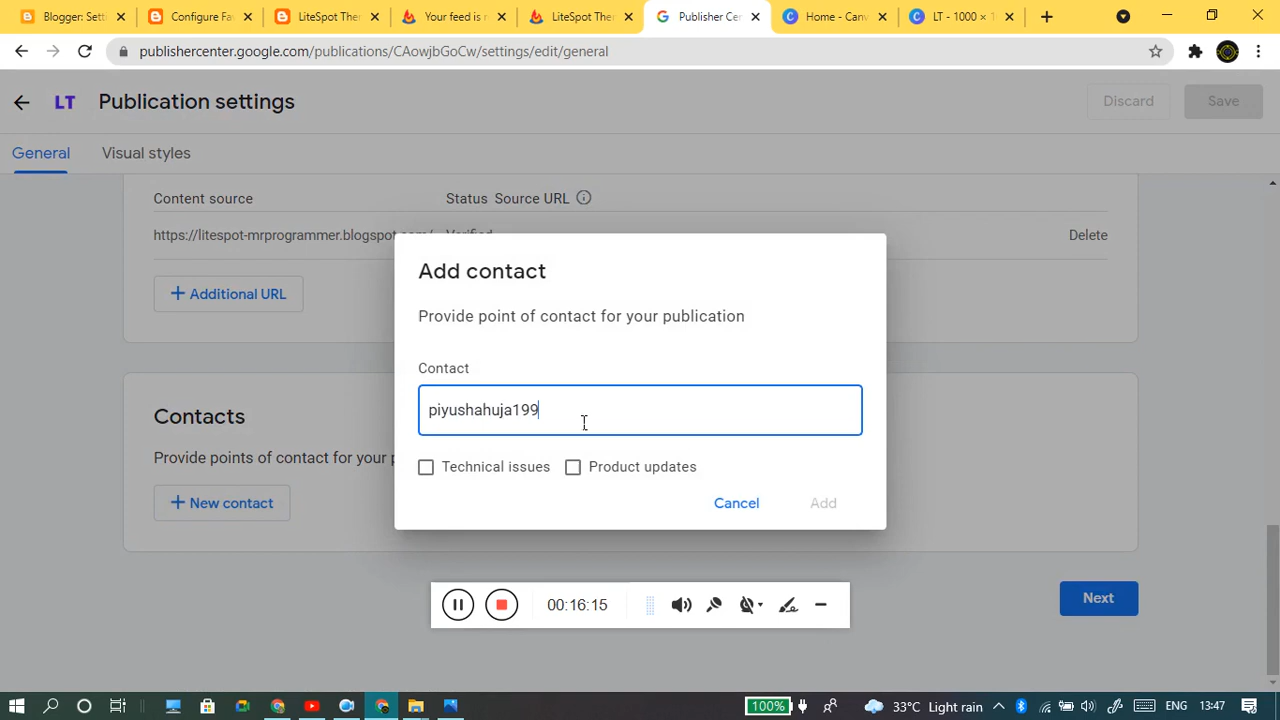 Blogger: Setti
Configure Fa
LiteSpot Ther
Your feed is r
LiteSpot Ther
Publisher Ce
Home - Canv
LT - 1000 × 1
publishercenter.google.com/publications/CAowjbGoCw/settings/edit/general
LT Publication settings
Discard
Save
General
Visual styles
Content source
Status
Source URL
https://litespot-mrprogrammer.blogspot.com/
Verified
Delete
+ Additional URL
Add contact
Provide point of contact for your publication
Contact
piyushahuja199
Technical issues
Product updates
Cancel
Add
Contacts
Provide points of contact for your p
+ New contact
00:16:15
Next
100%
33°C Light rain
ENG
13:47